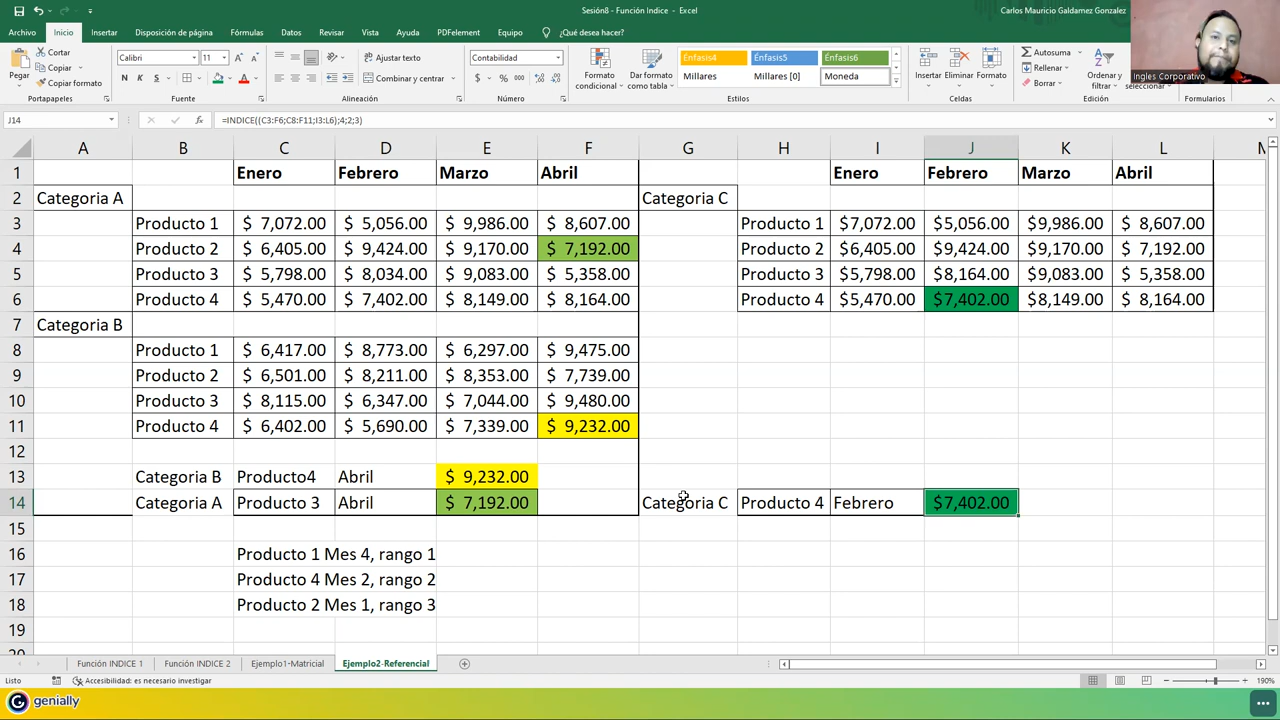 Sesión8 - Función Indice - Excel
Carlos Mauricio Galdamez Gonzalez
Archivo Inicio Insertar Disposición de página Fórmulas Datos Revisar Vista Ayuda PDFelement Equipo ¿Qué desea hacer?
Pegar
Cortar
Copiar
Copiar formato
Portapapeles
Calibri 11
N K S
Fuente
Ajustar texto
Combinar y centrar
Alineación
Contabilidad
$ % 000
Número
Formato condicional
Dar formato como tabla
Énfasis4 Énfasis5 Énfasis6
Millares Millares [0] Moneda
Estilos
Insertar Eliminar Formato
Celdas
Autosuma
Rellenar
Borrar
Ordenar y
Edición
seleccionar
Formularios
Ingles Corporativo
J14 fx =INDICE((C3:F6;C8:F11;I3:L6);4;2;3)
A B C D E F G H I J K L M
1 Enero Febrero Marzo Abril Enero Febrero Marzo Abril
2 Categoria A Categoria C
3 Producto 1 $ 7,072.00 $ 5,056.00 $ 9,986.00 $ 8,607.00 Producto 1 $7,072.00 $5,056.00 $9,986.00 $ 8,607.00
4 Producto 2 $ 6,405.00 $ 9,424.00 $ 9,170.00 $ 7,192.00 Producto 2 $6,405.00 $9,424.00 $9,170.00 $ 7,192.00
5 Producto 3 $ 5,798.00 $ 8,034.00 $ 9,083.00 $ 5,358.00 Producto 3 $5,798.00 $8,164.00 $9,083.00 $ 5,358.00
6 Producto 4 $ 5,470.00 $ 7,402.00 $ 8,149.00 $ 8,164.00 Producto 4 $5,470.00 $7,402.00 $8,149.00 $ 8,164.00
7 Categoria B
8 Producto 1 $ 6,417.00 $ 8,773.00 $ 6,297.00 $ 9,475.00
9 Producto 2 $ 6,501.00 $ 8,211.00 $ 8,353.00 $ 7,739.00
10 Producto 3 $ 8,115.00 $ 6,347.00 $ 7,044.00 $ 9,480.00
11 Producto 4 $ 6,402.00 $ 5,690.00 $ 7,339.00 $ 9,232.00
12
13 Categoria B Producto4 Abril $ 9,232.00
14 Categoria A Producto 3 Abril $ 7,192.00 Categoria C Producto 4 Febrero $7,402.00
15
16 Producto 1 Mes 4, rango 1
17 Producto 4 Mes 2, rango 2
18 Producto 2 Mes 1, rango 3
19
20
Función INDICE 1 Función INDICE 2 Ejemplo1-Matricial Ejemplo2-Referencial
Listo Accesibilidad: es necesario investigar 190%
genially